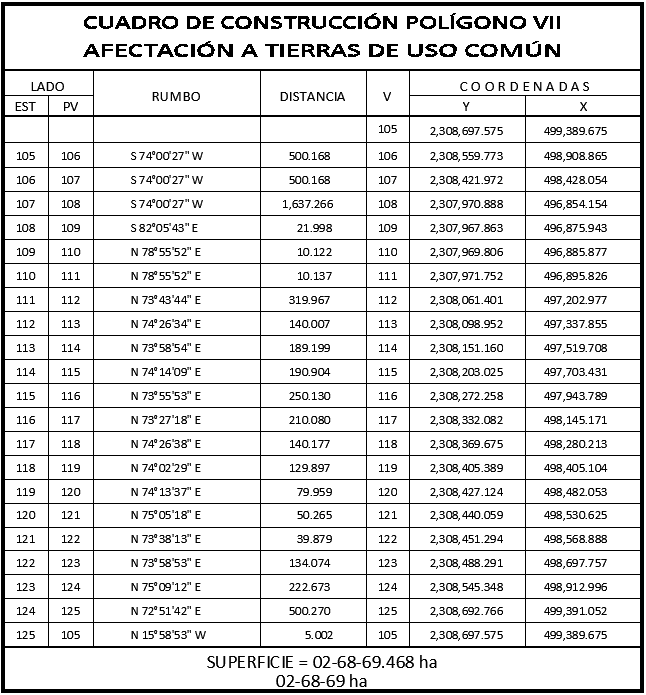 CUADRO DE CONSTRUCCIÓN POLÍGONO VII
AFECTACIÓN A TIERRAS DE USO COMÚN
LADO RUMBO DISTANCIA V COORDENADAS
EST PV Y X
105 2,308,697.575 499,389.675
105 106 S 74°00'27" W 500.168 106 2,308,559.773 498,908.865
106 107 S 74°00'27" W 500.168 107 2,308,421.972 498,428.054
107 108 S 74°00'27" W 1,637.266 108 2,307,970.888 496,854.154
108 109 S 82°05'43" E 21.998 109 2,307,967.863 496,875.943
109 110 N 78°55'52" E 10.122 110 2,307,969.806 496,885.877
110 111 N 78°55'52" E 10.137 111 2,307,971.752 496,895.826
111 112 N 73°43'44" E 319.967 112 2,308,061.401 497,202.977
112 113 N 74°26'34" E 140.007 113 2,308,098.952 497,337.855
113 114 N 73°58'54" E 189.199 114 2,308,151.160 497,519.708
114 115 N 74°14'09" E 190.904 115 2,308,203.025 497,703.431
115 116 N 73°55'53" E 250.130 116 2,308,272.258 497,943.789
116 117 N 73°27'18" E 210.080 117 2,308,332.082 498,145.171
117 118 N 74°26'38" E 140.177 118 2,308,369.675 498,280.213
118 119 N 74°02'29" E 129.897 119 2,308,405.389 498,405.104
119 120 N 74°13'37" E 79.959 120 2,308,427.124 498,482.053
120 121 N 75°05'18" E 50.265 121 2,308,440.059 498,530.625
121 122 N 73°38'13" E 39.879 122 2,308,451.294 498,568.888
122 123 N 73°58'53" E 134.074 123 2,308,488.291 498,697.757
123 124 N 75°09'12" E 222.673 124 2,308,545.348 498,912.996
124 125 N 72°51'42" E 500.270 125 2,308,692.766 499,391.052
125 105 N 15°58'53" W 5.002 105 2,308,697.575 499,389.675
SUPERFICIE = 02-68-69.468 ha
02-68-69 ha